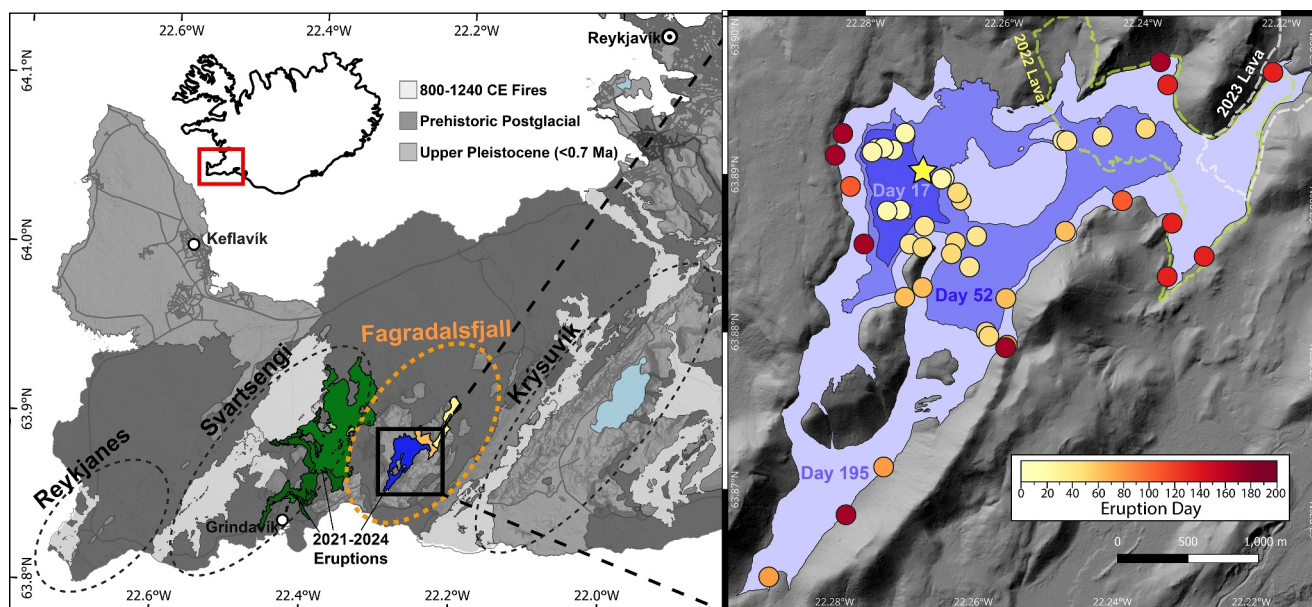 22.6°W
22.4°W
22.2°W
64.1°N
64.0°N
63.9°N
63.8°N
Reykjavík
800-1240 CE Fires
Prehistoric Postglacial
Upper Pleistocene (<0.7 Ma)
Keflavík
Fagradalsfjall
Svartsengi
Krýsuvík
Reykjanes
Grindavík
2021-2024
Eruptions
22.6°W
22.4°W
22.2°W
22.0°W
22.28°W
22.26°W
22.24°W
22.22°W
63.90°N
63.89°N
63.88°N
63.87°N
2022 Lava
2023 Lava
Day 17
Day 52
Day 195
0 20 40 60 80 100 120 140 160 180 200
Eruption Day
0 500 1,000 m
22.28°W
22.26°W
22.24°W
22.22°W